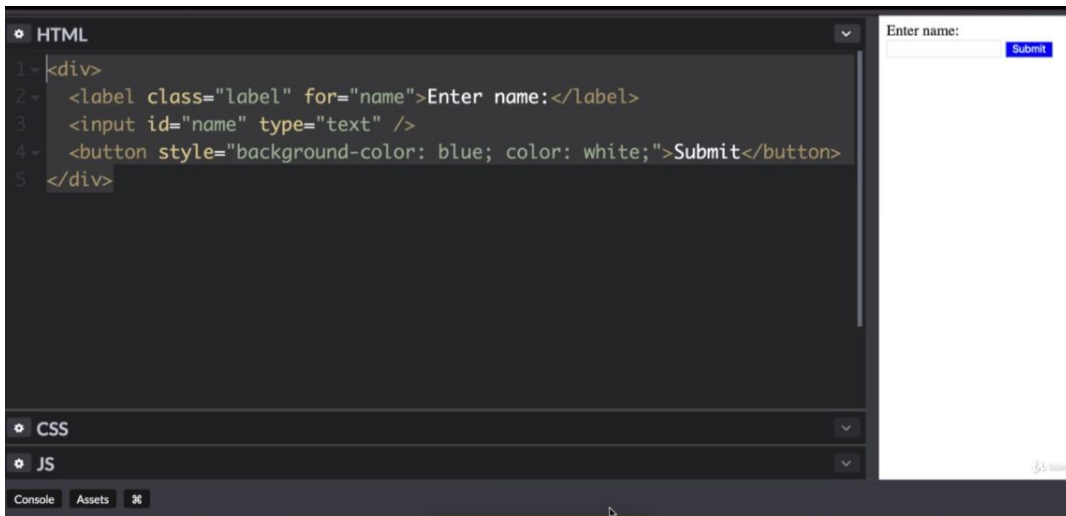 HTML
1 <div>
2 <label class="label" for="name">Enter name:</label>
3 <input id="name" type="text" />
4 <button style="background-color: blue; color: white;">Submit</button>
5 </div>
CSS
JS
Console Assets ⌘
Enter name:
Submit